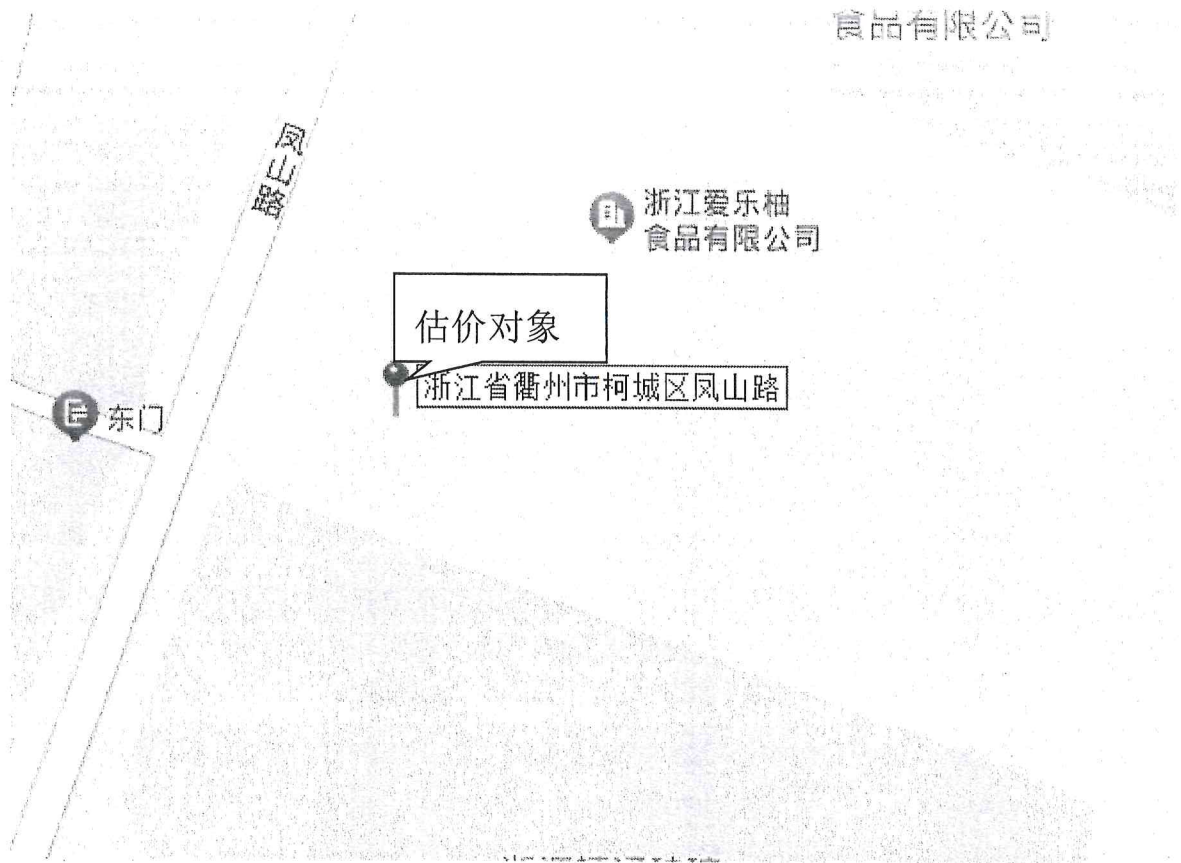 食品有限公司
凤山路
浙江爱乐柚
食品有限公司
估价对象
浙江省衢州市柯城区凤山路
东门